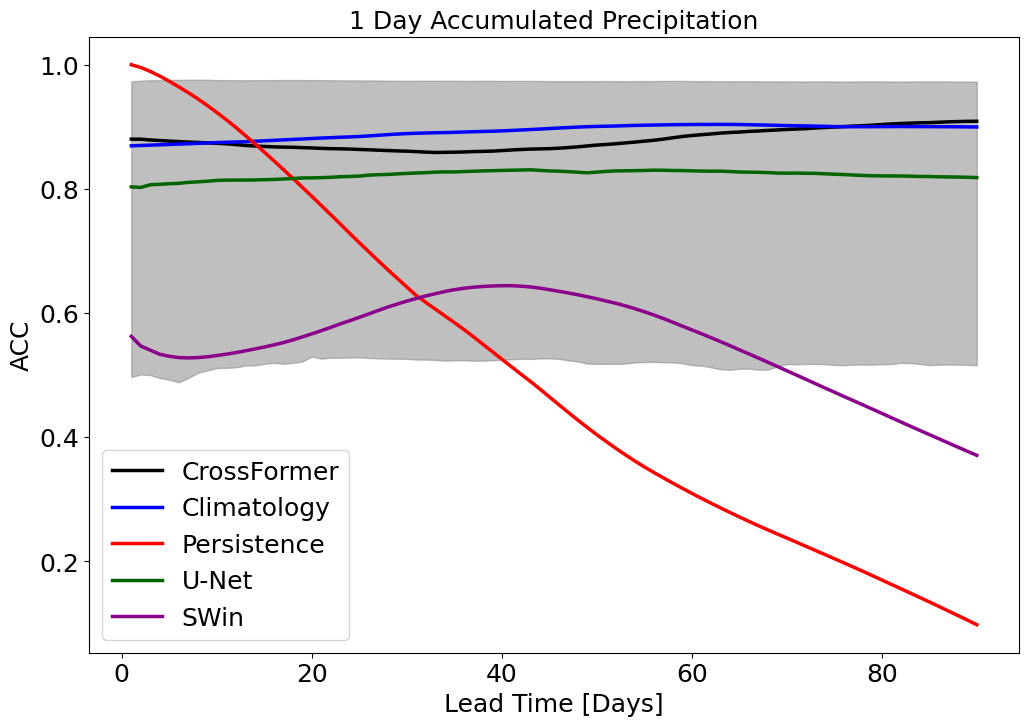 1 Day Accumulated Precipitation
ACC
1.0
0.8
0.6
0.4
0.2
CrossFormer
Climatology
Persistence
U-Net
SWin
0 20 40 60 80
Lead Time [Days]